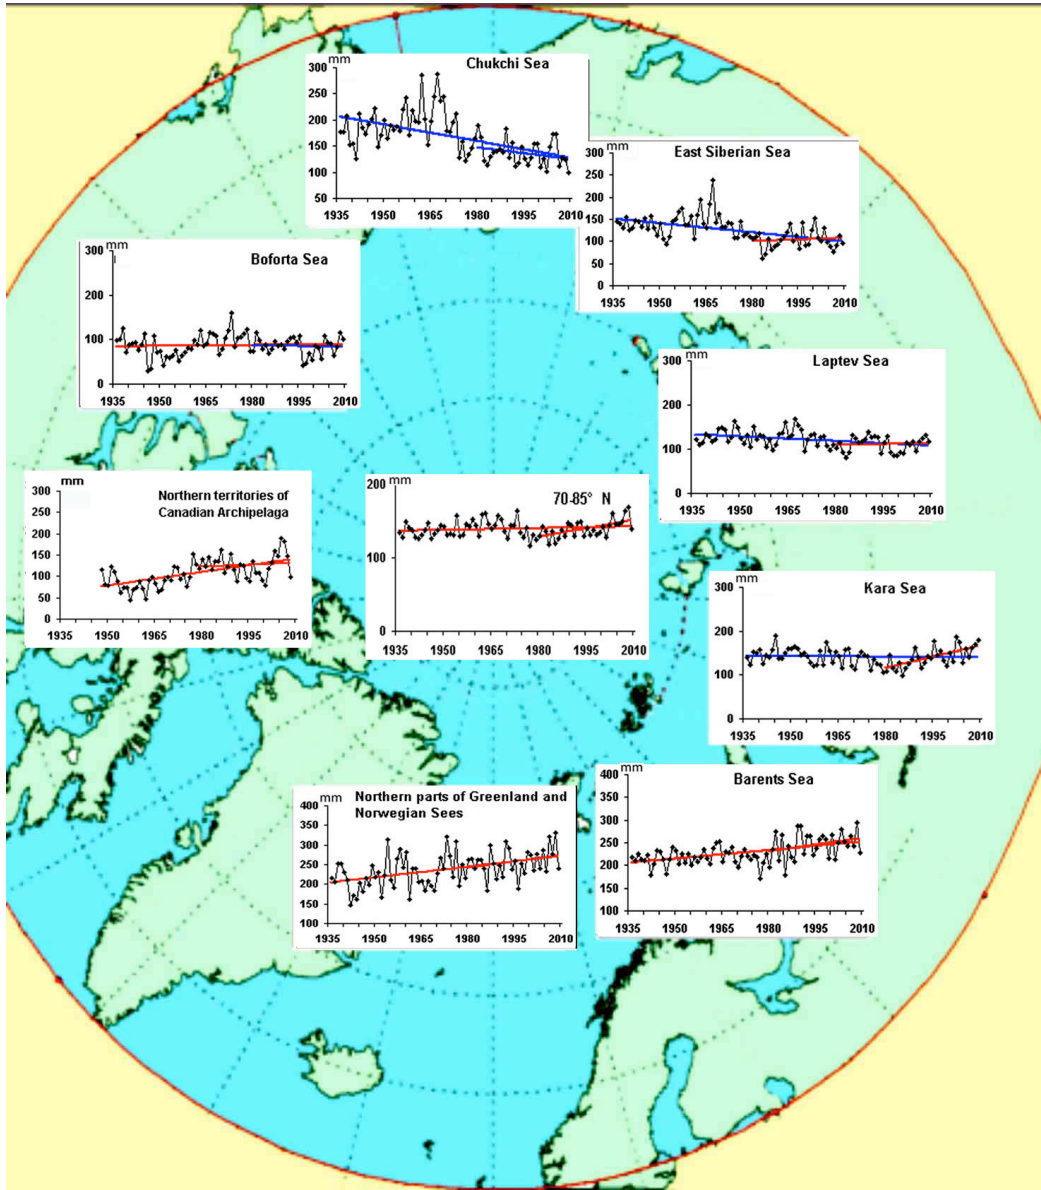 mm
Chukchi Sea
300
250
200
150
100
50
1935 1950 1965 1980 1995 2010
mm
East Siberian Sea
300
250
200
150
100
50
0
1935 1950 1965 1980 1995 2010
mm
Boforta Sea
300
200
100
0
1935 1950 1965 1980 1995 2010
mm
Laptev Sea
300
200
100
0
1935 1950 1965 1980 1995 2010
mm
Northern territories of
Canadian Archipelaga
300
250
200
150
100
50
0
1935 1950 1965 1980 1995 2010
mm
70-85° N
200
100
0
1935 1950 1965 1980 1995 2010
mm
Kara Sea
300
200
100
0
1935 1950 1965 1980 1995 2010
mm
Northern parts of Greenland and
Norwegian Sees
400
350
300
250
200
150
100
1935 1950 1965 1980 1995 2010
mm
Barents Sea
400
350
300
250
200
150
100
1935 1950 1965 1980 1995 2010